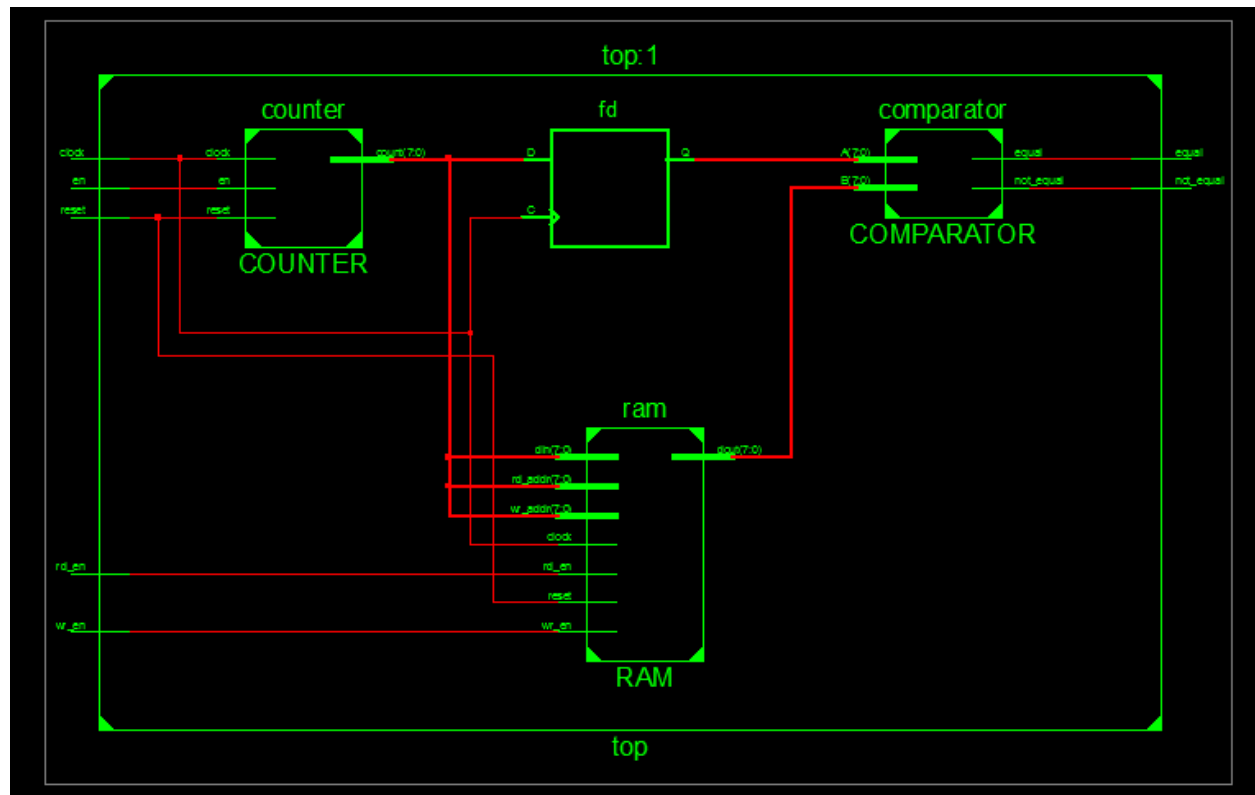 top:1
counter
fd
comparator
clock
clock
count(7:0)
D
Q
A(7:0)
equal
equal
en
en
B(7:0)
not_equal
not_equal
reset
reset
C
COUNTER
COMPARATOR
ram
din(7:0)
dout(7:0)
rd_addr(7:0)
wr_addr(7:0)
clock
rd_en
rd_en
reset
wr_en
wr_en
RAM
top